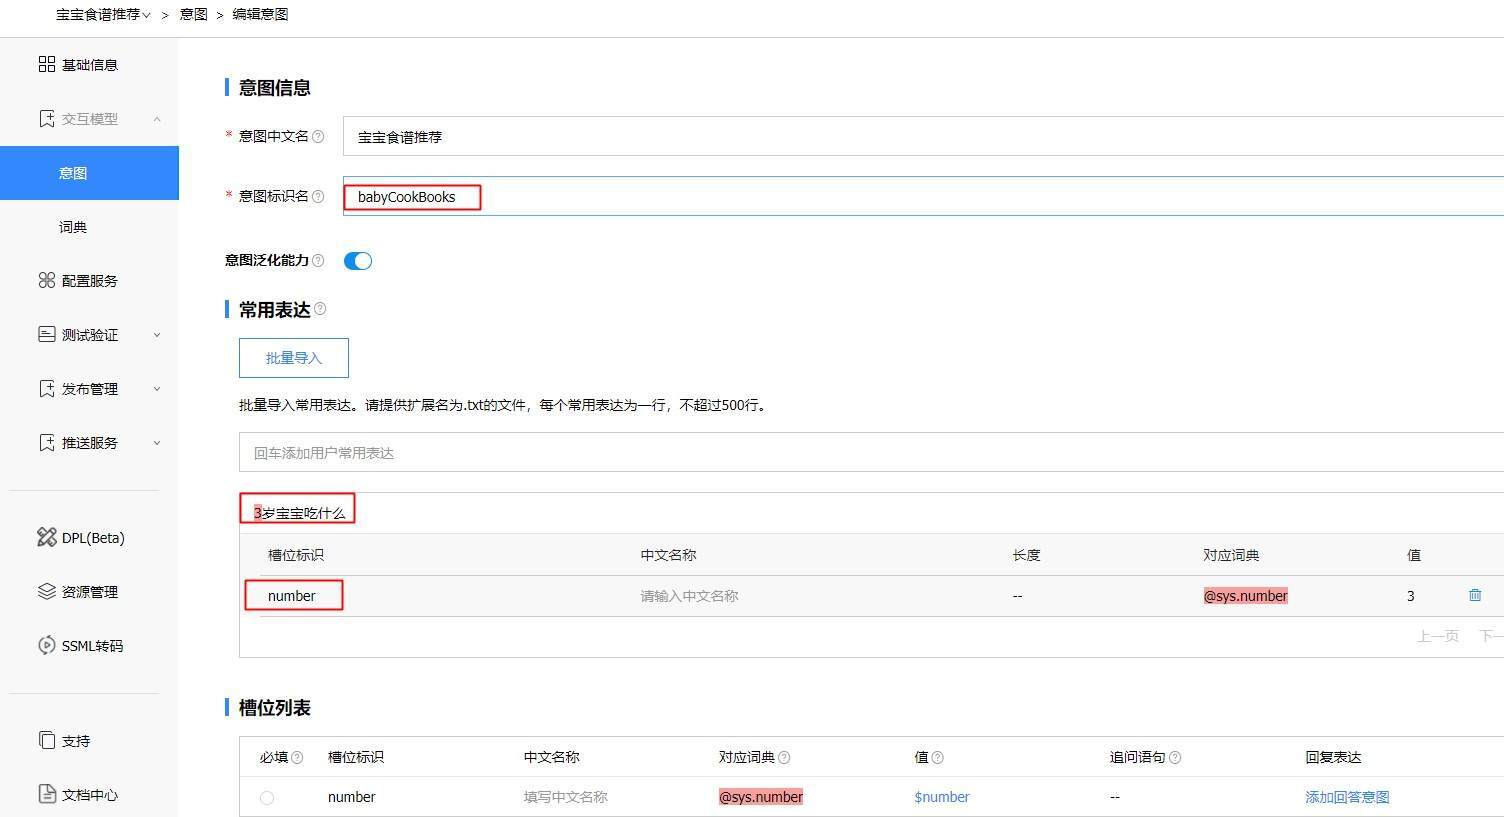 宝宝食谱推荐 > 意图 > 编辑意图
基础信息
交互模型
意图
词典
配置服务
测试验证
发布管理
推送服务
DPL(Beta)
资源管理
SSML转码
支持
文档中心
意图信息
* 意图中文名 宝宝食谱推荐
* 意图标识名 babyCookBooks
意图泛化能力
常用表达
批量导入
批量导入常用表达。请提供扩展名为.txt的文件，每个常用表达为一行，不超过500行。
回车添加用户常用表达
3岁宝宝吃什么
槽位标识 中文名称 长度 对应词典 值
number 请输入中文名称 -- @sys.number 3
上一页 下一
槽位列表
必填 槽位标识 中文名称 对应词典 值 追问语句 回复表达
number 填写中文名称 @sys.number $number -- 添加回答意图